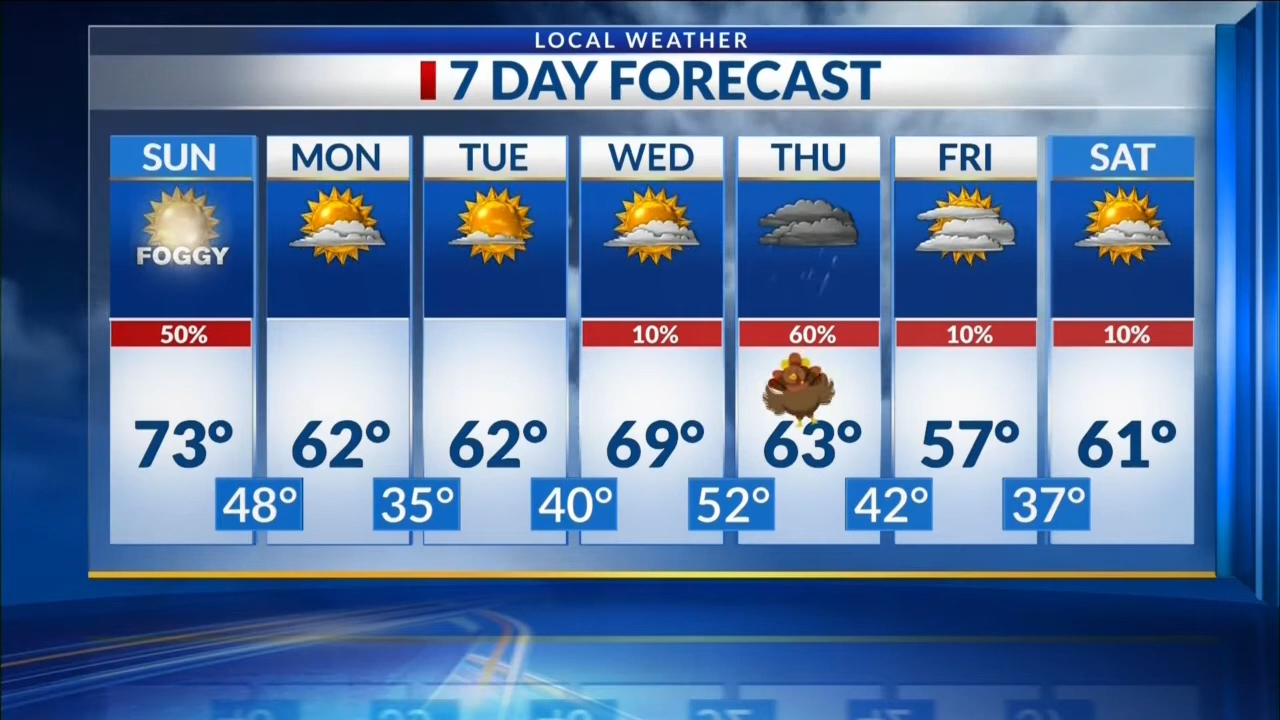 LOCAL WEATHER
7 DAY FORECAST
SUN MON TUE WED THU FRI SAT
FOGGY
50% 10% 60% 10% 10%
73° 62° 62° 69° 63° 57° 61°
48° 35° 40° 52° 42° 37°